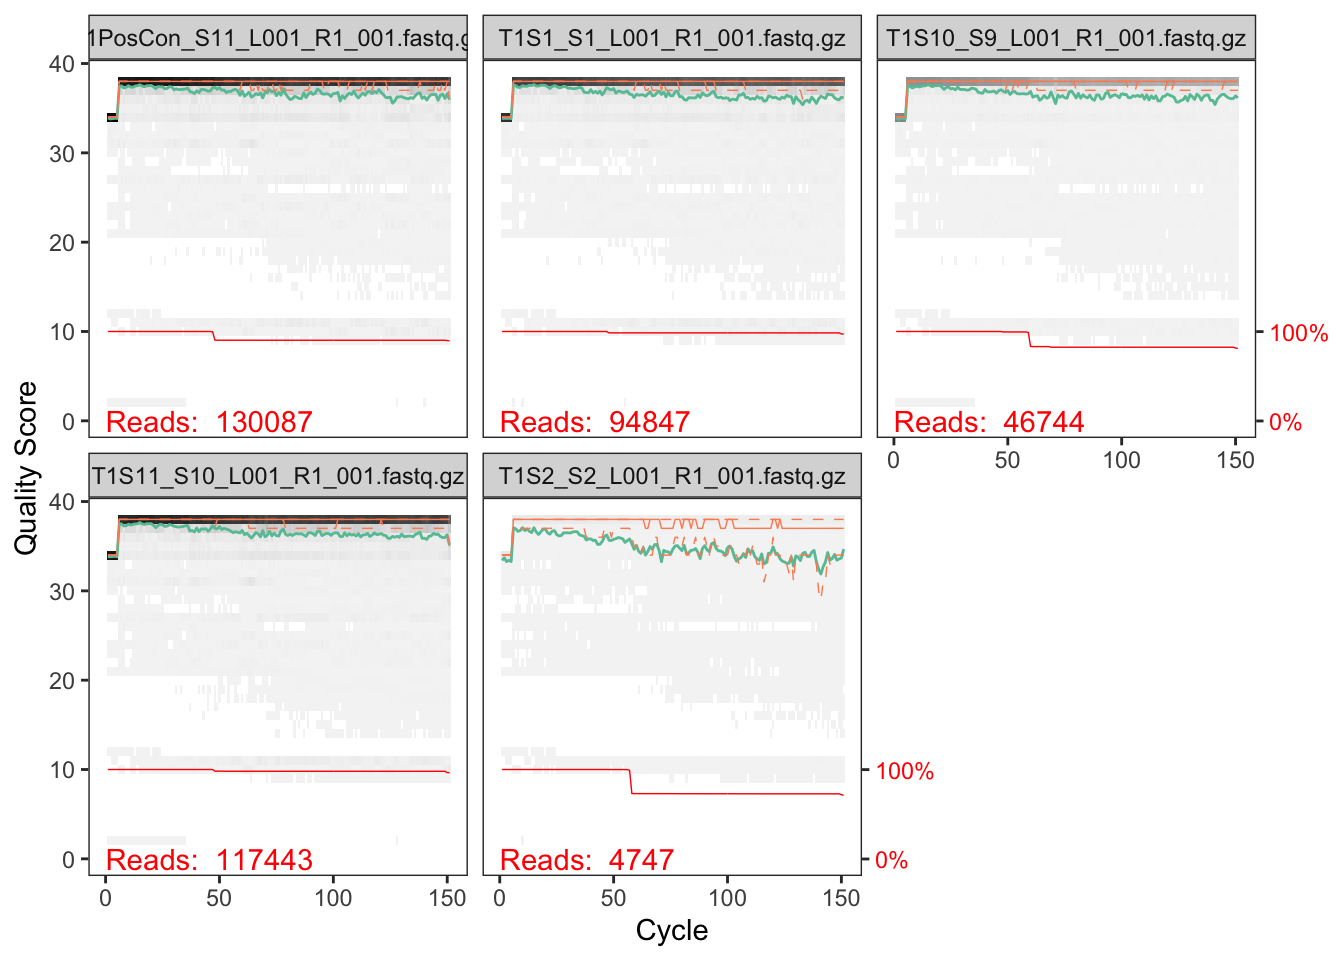 1PosCon_S11_L001_R1_001.fastq.g
T1S1_S1_L001_R1_001.fastq.gz
T1S10_S9_L001_R1_001.fastq.gz
40
30
20
10
0
Reads: 130087
Reads: 94847
Reads: 46744
100%
0%
0 50 100 150
T1S11_S10_L001_R1_001.fastq.gz
T1S2_S2_L001_R1_001.fastq.gz
40
30
20
10
0
Reads: 117443
Reads: 4747
100%
0%
0 50 100 150
0 50 100 150
Quality Score
Cycle